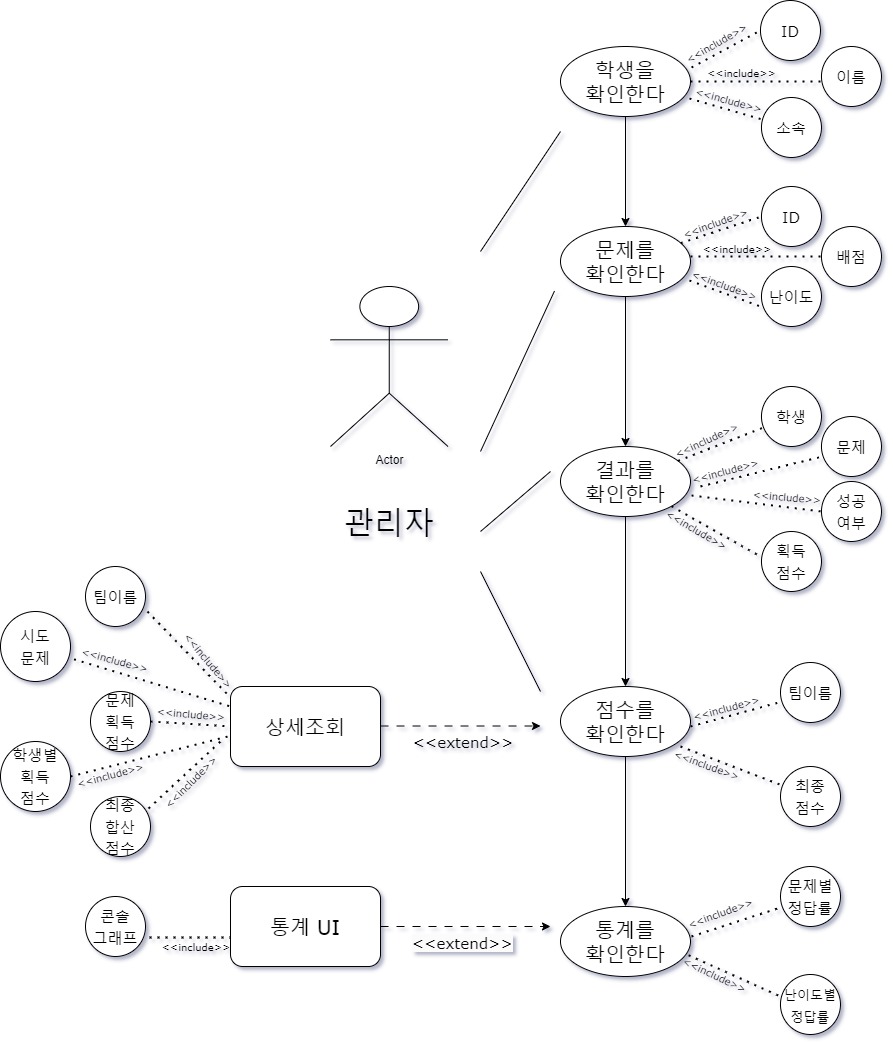 학생을
확인한다
<<include>>
ID
<<include>>
이름
<<include>>
소속
문제를
확인한다
<<include>>
ID
<<include>>
배점
<<include>>
난이도
Actor
관리자
결과를
확인한다
<<include>>
학생
<<include>>
문제
<<include>>
성공
여부
<<include>>
획득
점수
팀이름
<<include>>
시도
문제
<<include>>
문제
획득
점수
<<include>>
학생별
획득
점수
<<include>>
최종
합산
점수
<<include>>
상세조회
<<extend>>
점수를
확인한다
<<include>>
팀이름
<<include>>
최종
점수
콘솔
그래프
<<include>>
통계 UI
<<extend>>
통계를
확인한다
<<include>>
문제별
정답률
<<include>>
난이도별
정답률